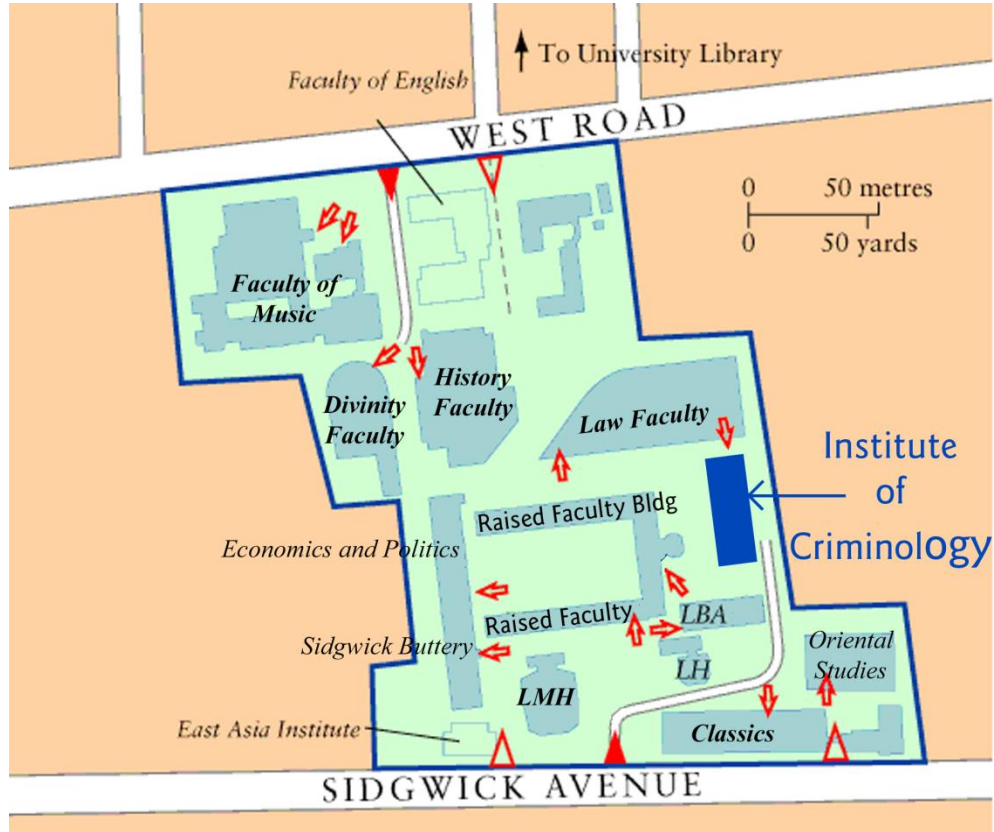 To University Library
Faculty of English
WEST ROAD
0 50 metres
0 50 yards
Faculty of
Music
History
Faculty
Divinity
Faculty
Law Faculty
Institute
of
Criminology
Raised Faculty Bldg
Economics and Politics
Raised Faculty
LBA
Sidgwick Buttery
Oriental
Studies
LH
LMH
East Asia Institute
Classics
SIDGWICK AVENUE